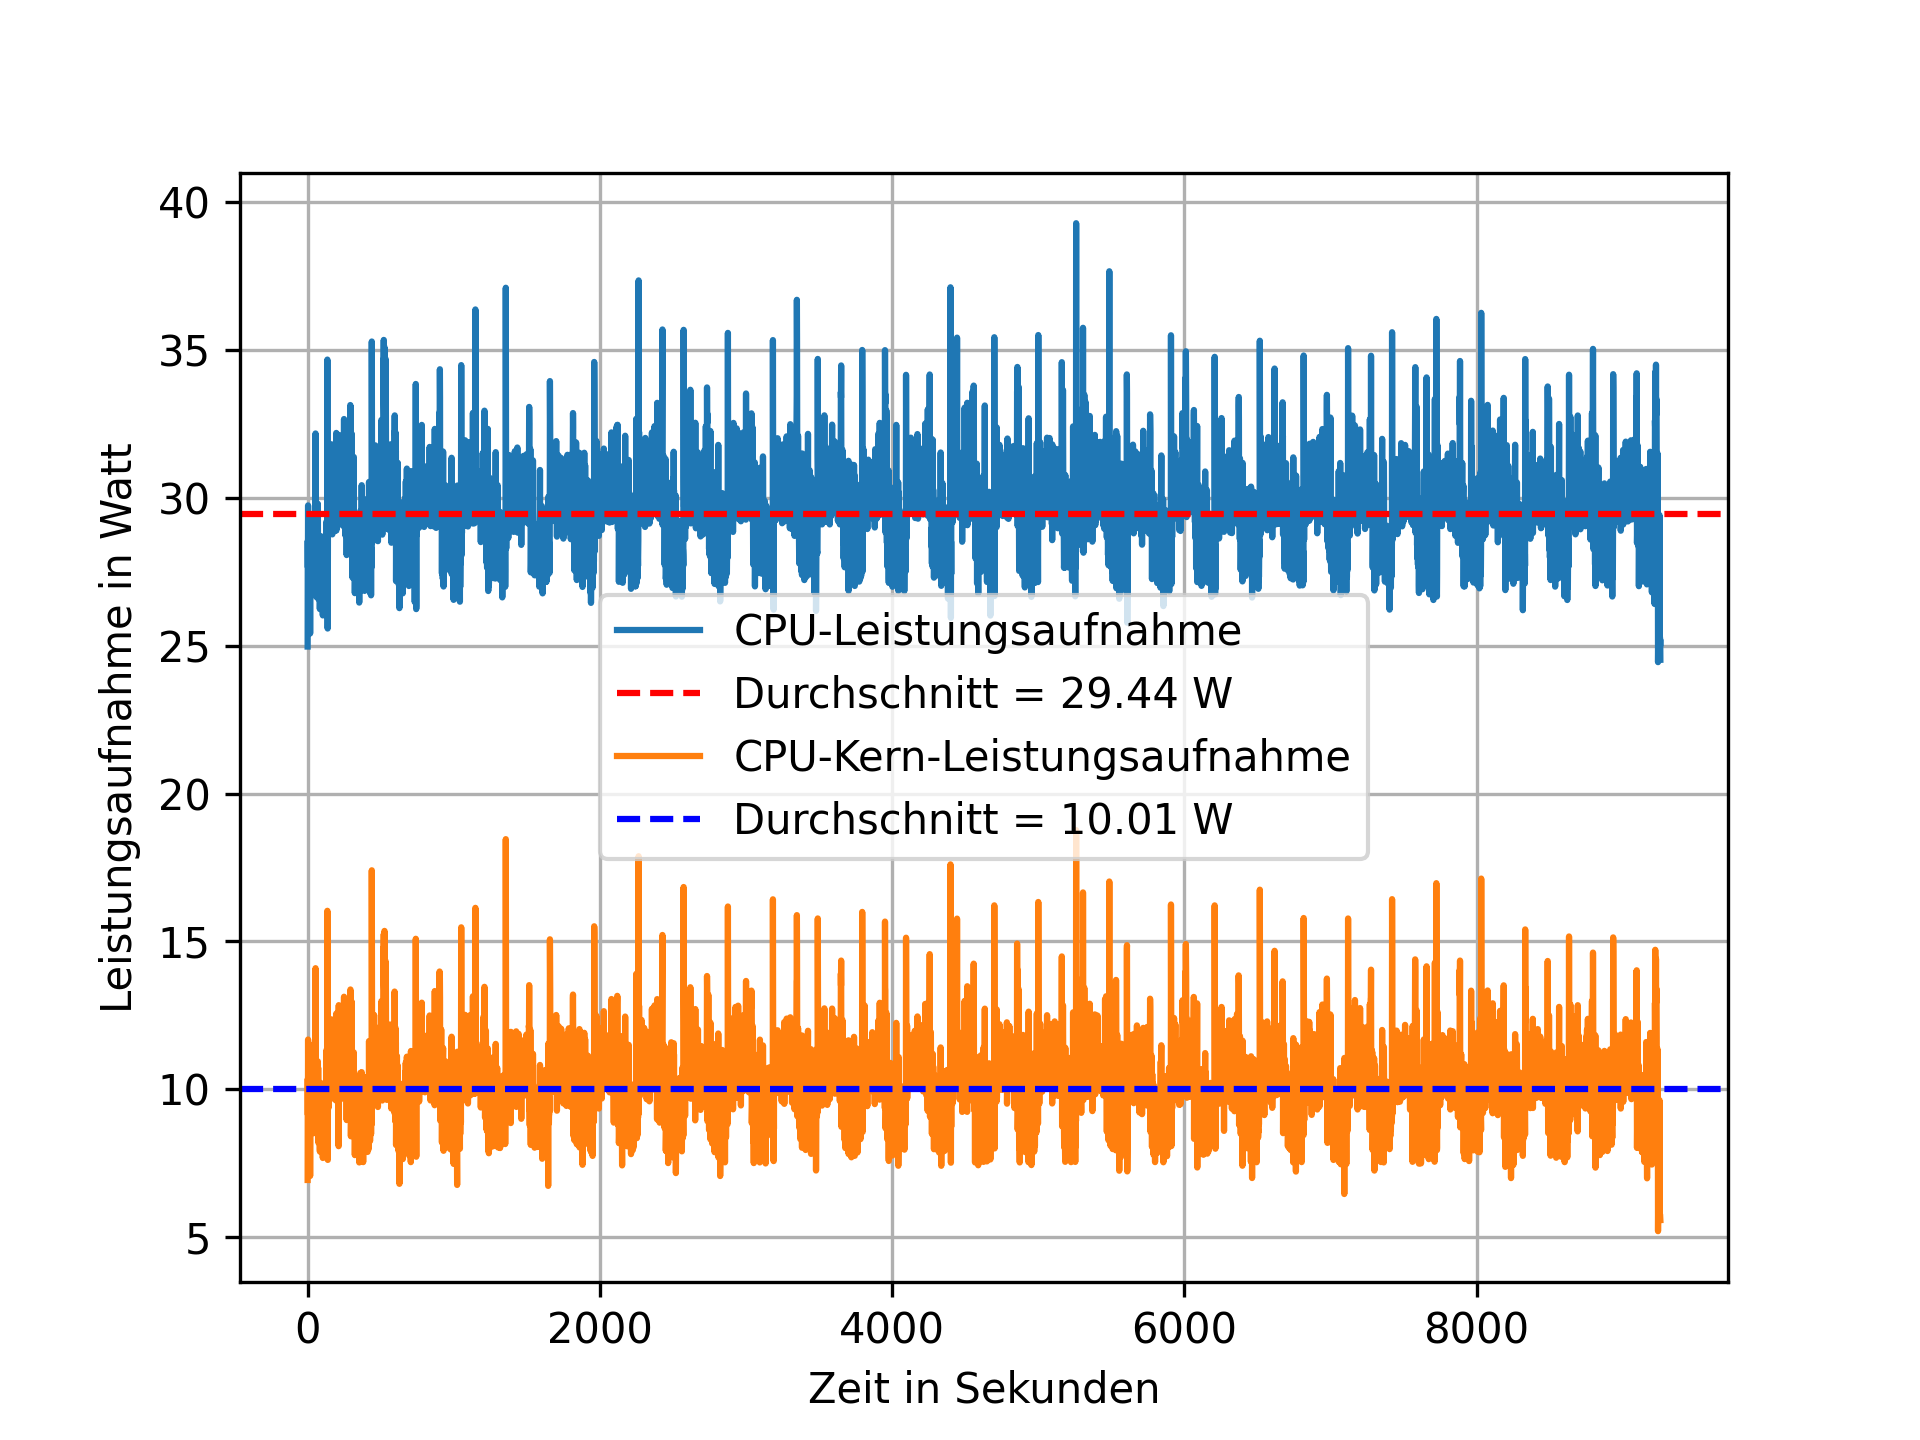 40
35
30
25
20
15
10
5
Leistungsaufnahme in Watt
CPU-Leistungsaufnahme
Durchschnitt = 29.44 W
CPU-Kern-Leistungsaufnahme
Durchschnitt = 10.01 W
0 2000 4000 6000 8000
Zeit in Sekunden